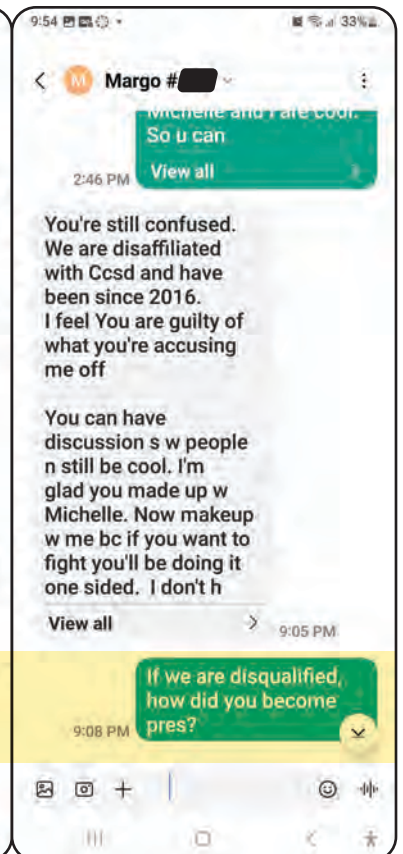 9:54
33%
Margo #
Michelle and I are cool.
So u can
View all
2:46 PM
You're still confused.
We are disaffiliated
with Ccsd and have
been since 2016.
I feel You are guilty of
what you're accusing
me off
You can have
discussion s w people
n still be cool. I'm
glad you made up w
Michelle. Now makeup
w me bc if you want to
fight you'll be doing it
one sided. I don't h
View all
9:05 PM
If we are disqualified,
how did you become
pres?
9:08 PM